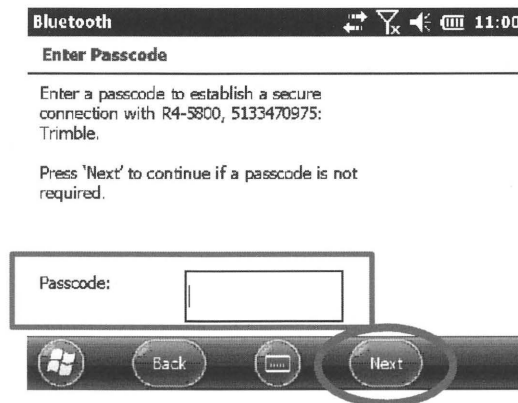 Bluetooth 11:00
Enter Passcode
Enter a passcode to establish a secure
connection with R4-5800, 5133470975:
Trimble.
Press 'Next' to continue if a passcode is not
required.
Passcode:
Back Next